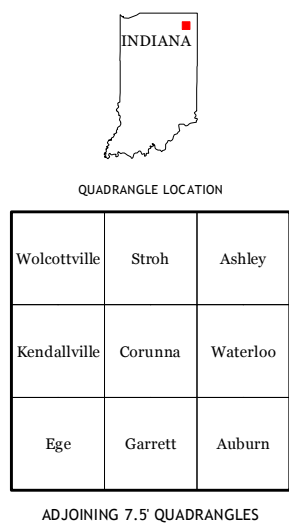 INDIANA
QUADRANGLE LOCATION
Wolcottville Stroh Ashley
Kendallville Corunna Waterloo
Ege Garrett Auburn
ADJOINING 7.5' QUADRANGLES